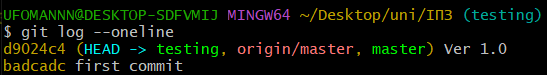 UFOMANNN@DESKTOP-SDFVMIJ MINGW64 ~/Desktop/uni/ІПЗ (testing)
$ git log --oneline
d9024c4 (HEAD -> testing, origin/master, master) Ver 1.0
badcadc first commit